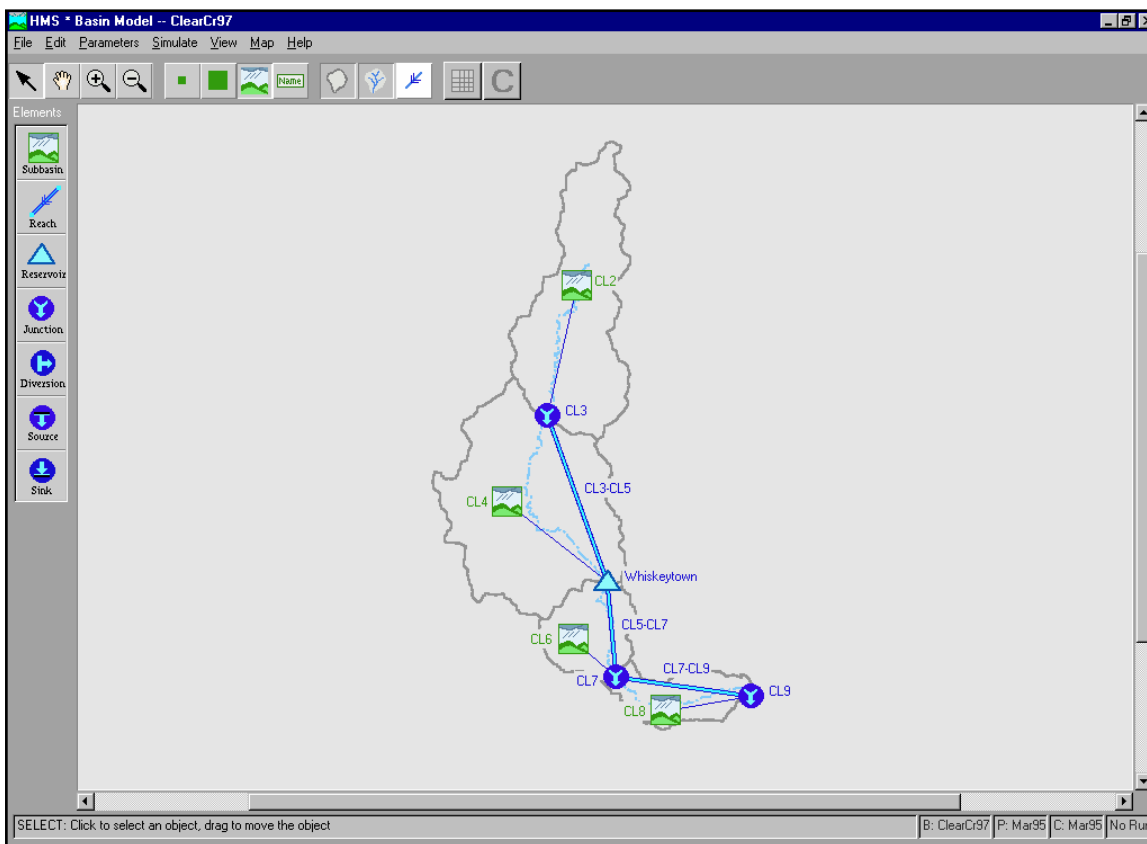 HMS * Basin Model -- ClearCr97
File Edit Parameters Simulate View Map Help
Name
C
Elements
Subbasin
Reach
Reservoir
Junction
Diversion
Source
Sink
CL2
CL3
CL3-CL5
CL4
Whiskeytown
CL5-CL7
CL6
CL7
CL7-CL9
CL9
CL8
SELECT: Click to select an object, drag to move the object
B: ClearCr97 P: Mar95 C: Mar95 No Run